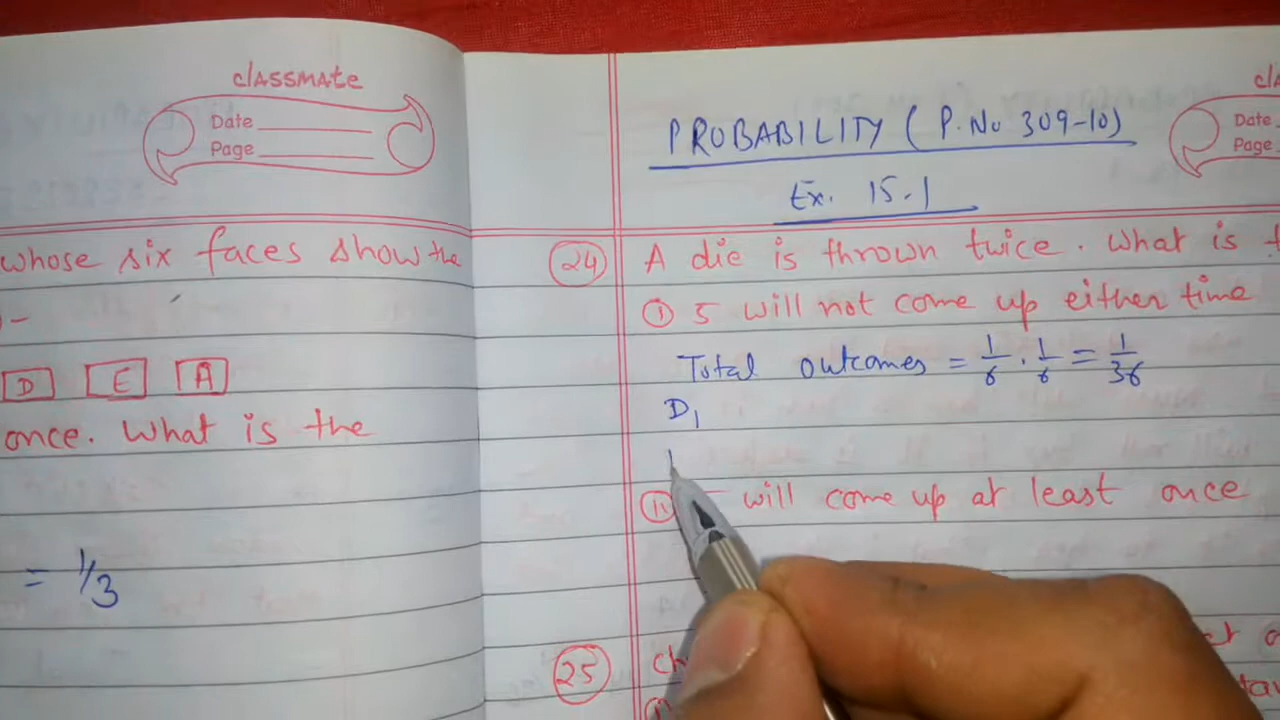 classmate
Date
Page
whose six faces show the
D E A
once. What is the
= 1/3
PROBABILITY (P. No 309-10)
Ex. 15.1
Date
Page
24 A die is thrown twice. What is
i 5 will not come up either time
Total outcomes = 1/6 . 1/6 = 1/36
D1
1
will come up at least once
25